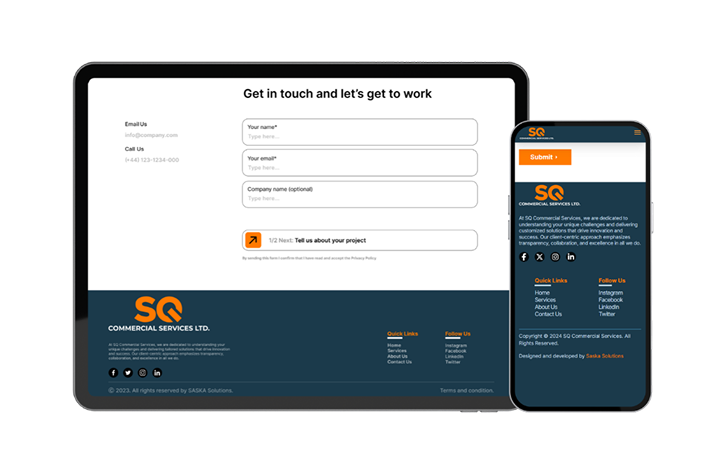 Get in touch and let's get to work
Email Us
info@company.com
Call Us
(+44) 123-1234-000
Your name*
Type here...
Your email*
Type here...
Company name (optional)
Type here...
1/2 Next: Tell us about your project
By sending this form I confirm that I have read and accept the Privacy Policy
SQ
COMMERCIAL SERVICES LTD.
At SQ Commercial Services, we are dedicated to understanding your
unique challenges and delivering tailored solutions that drive innovation
and success. Our client-centric approach emphasizes transparency,
collaboration, and excellence in all we do.
Quick Links
Home
Services
About Us
Contact Us
Follow Us
Instagram
Facebook
LinkedIn
Twitter
© 2023. All rights reserved by SASKA Solutions.
Terms and condition.
SQ
COMMERCIAL SERVICES LTD.
Submit
SQ
COMMERCIAL SERVICES LTD.
At SQ Commercial Services, we are dedicated to
understanding your unique challenges and delivering
customized solutions that drive innovation and
success. Our client-centric approach emphasizes
transparency, collabration, and excellence in all we do.
Quick Links
Home
Services
About Us
Contact Us
Follow Us
Instagram
Facebook
LinkedIn
Twitter
Copyright © 2024 SQ Commercial Services. All
Rights Reserved.
Designed and developed by Saska Solutions